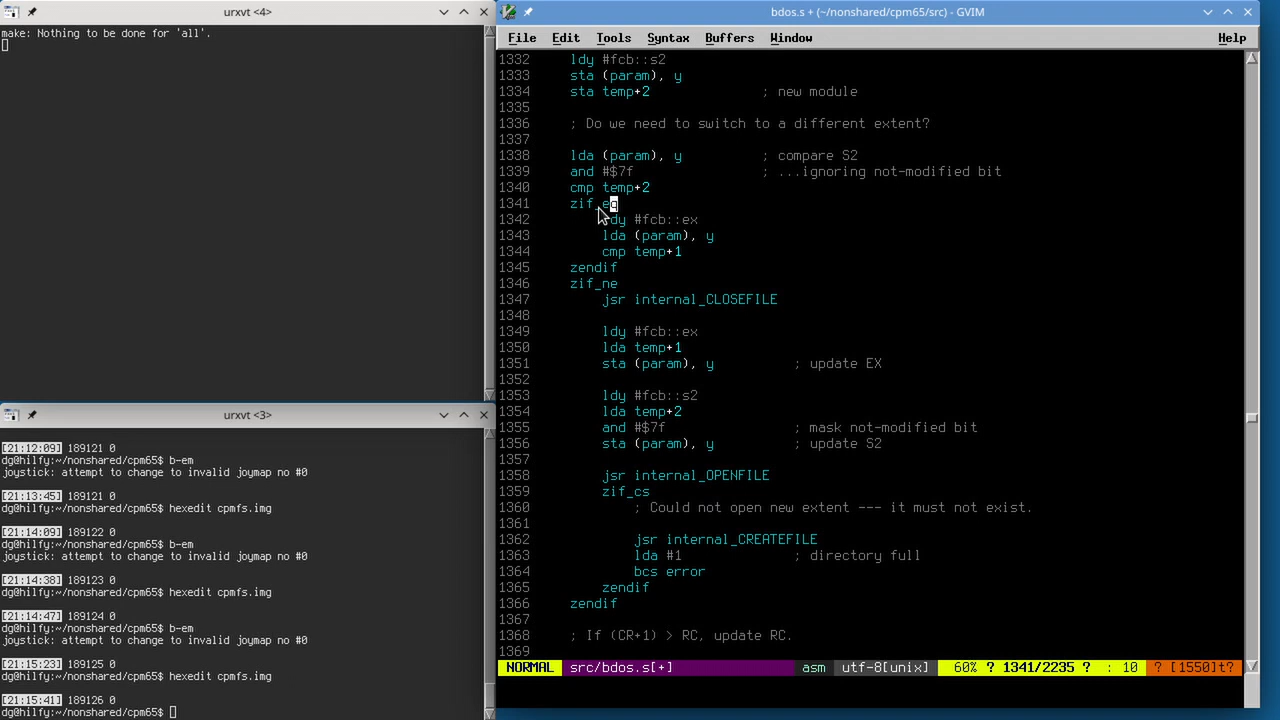 urxvt <4>
make: Nothing to be done for 'all'.
urxvt <3>
[21:12:09] 189121 0
dg@hilfy:~/nonshared/cpm65$ b-em
joystick: attempt to change to invalid joymap no #0
[21:13:45] 189121 0
dg@hilfy:~/nonshared/cpm65$ hexedit cpmfs.img
[21:14:09] 189122 0
dg@hilfy:~/nonshared/cpm65$ b-em
joystick: attempt to change to invalid joymap no #0
[21:14:38] 189123 0
dg@hilfy:~/nonshared/cpm65$ hexedit cpmfs.img
[21:14:47] 189124 0
dg@hilfy:~/nonshared/cpm65$ b-em
joystick: attempt to change to invalid joymap no #0
[21:15:23] 189125 0
dg@hilfy:~/nonshared/cpm65$ hexedit cpmfs.img
[21:15:41] 189126 0
dg@hilfy:~/nonshared/cpm65$
bdos.s + (~/nonshared/cpm65/src) - GVIM
File Edit Tools Syntax Buffers Window Help
1332 ldy #fcb::s2
1333 sta (param), y
1334 sta temp+2 ; new module
1335
1336 ; Do we need to switch to a different extent?
1337
1338 lda (param), y ; compare S2
1339 and #$7f ; ...ignoring not-modified bit
1340 cmp temp+2
1341 zif_eq
1342 ldy #fcb::ex
1343 lda (param), y
1344 cmp temp+1
1345 zendif
1346 zif_ne
1347 jsr internal_CLOSEFILE
1348
1349 ldy #fcb::ex
1350 lda temp+1
1351 sta (param), y ; update EX
1352
1353 ldy #fcb::s2
1354 lda temp+2
1355 and #$7f ; mask not-modified bit
1356 sta (param), y ; update S2
1357
1358 jsr internal_OPENFILE
1359 zif_cs
1360 ; Could not open new extent --- it must not exist.
1361
1362 jsr internal_CREATEFILE
1363 lda #1 ; directory full
1364 bcs error
1365 zendif
1366 zendif
1367
1368 ; If (CR+1) > RC, update RC.
1369
NORMAL src/bdos.s[+] asm utf-8[unix] 60% ? 1341/2235 ? : 10 ? [1550]t?